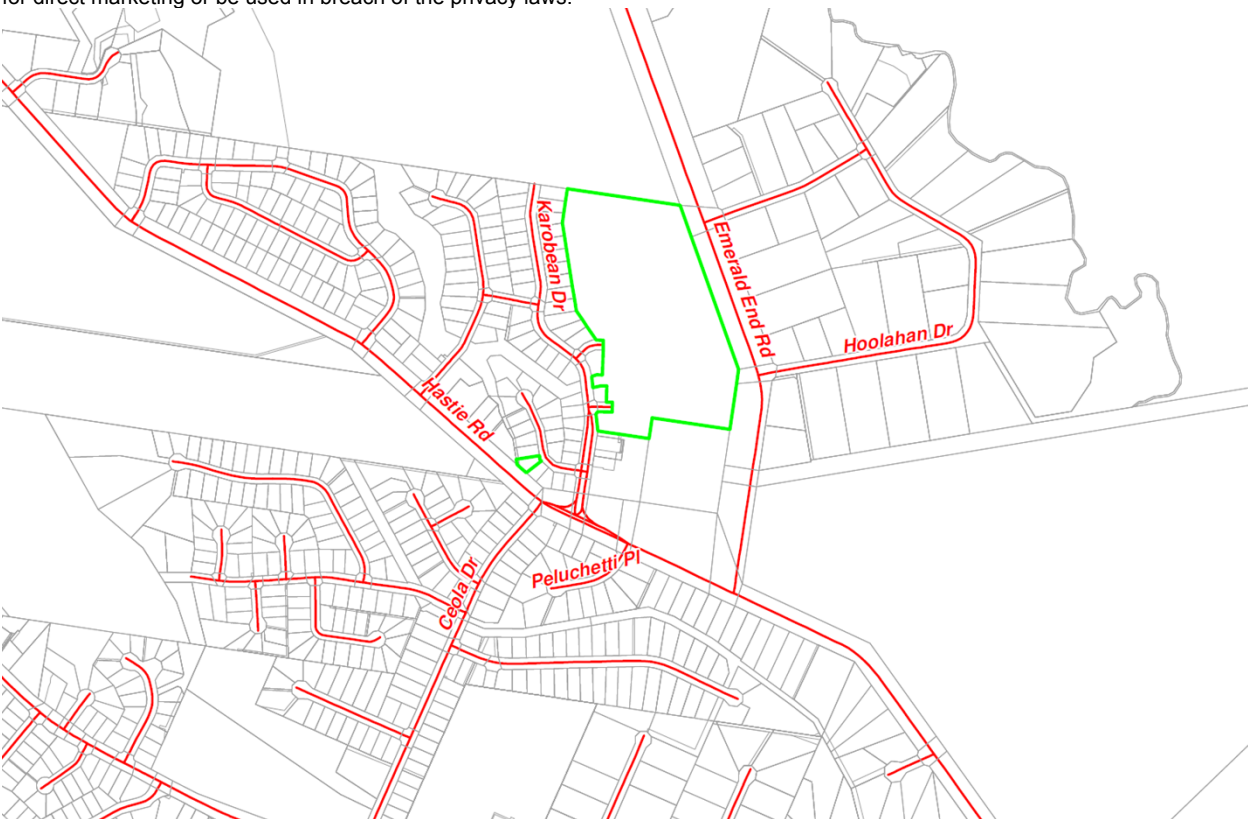 for direct marketing or be used in breach of the privacy laws.
Karobean Dr
Emerald End Rd
Hoolahan Dr
Hastie Rd
Peluchetti Pl
Ceola Dr